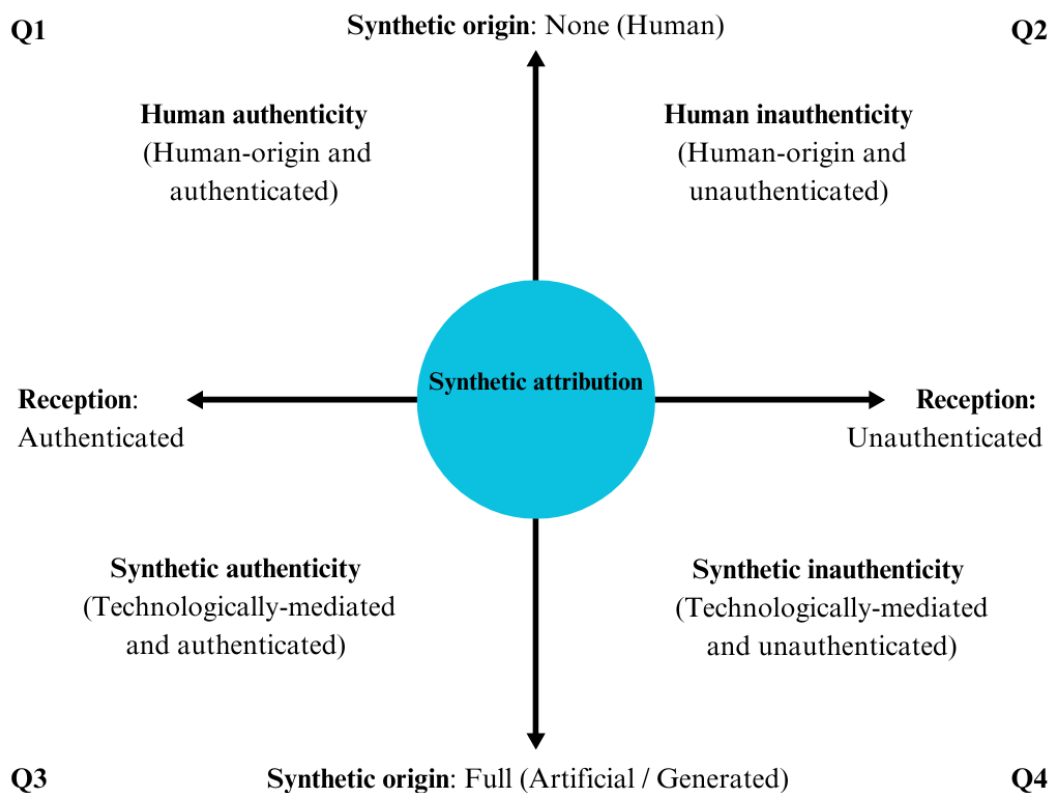 Q1
Synthetic origin: None (Human)
Q2
Human authenticity
(Human-origin and
authenticated)
Human inauthenticity
(Human-origin and
unauthenticated)
Synthetic attribution
Reception:
Authenticated
Reception:
Unauthenticated
Synthetic authenticity
(Technologically-mediated
and authenticated)
Synthetic inauthenticity
(Technologically-mediated
and unauthenticated)
Q3
Synthetic origin: Full (Artificial / Generated)
Q4